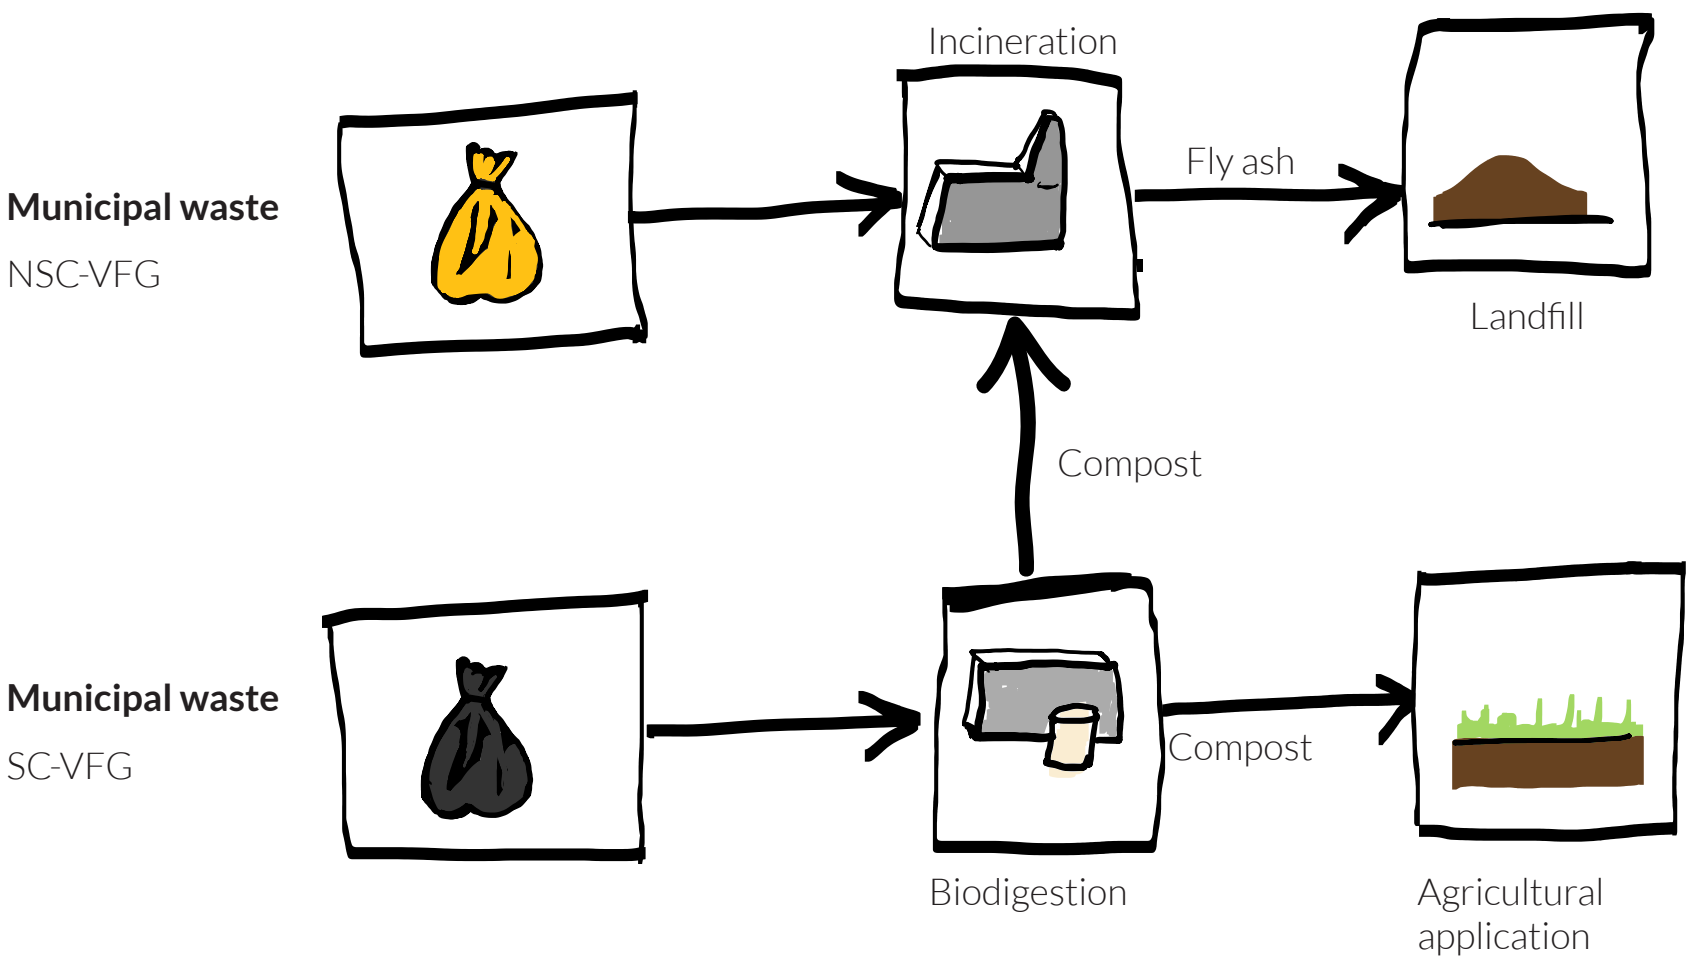 Incineration
Municipal waste
NSC-VFG
Fly ash
Landfill
Compost
Municipal waste
SC-VFG
Compost
Biodigestion
Agricultural
application